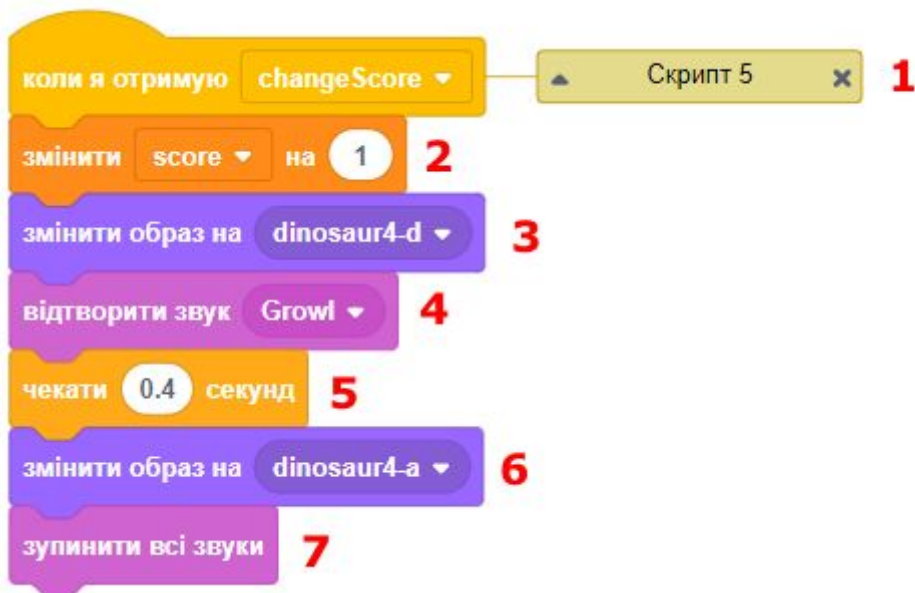 коли я отримую changeScore Скрипт 5 1
змінити score на 1 2
змінити образ на dinosaur4-d 3
відтворити звук Growl 4
чекати 0.4 секунд 5
змінити образ на dinosaur4-a 6
зупинити всі звуки 7